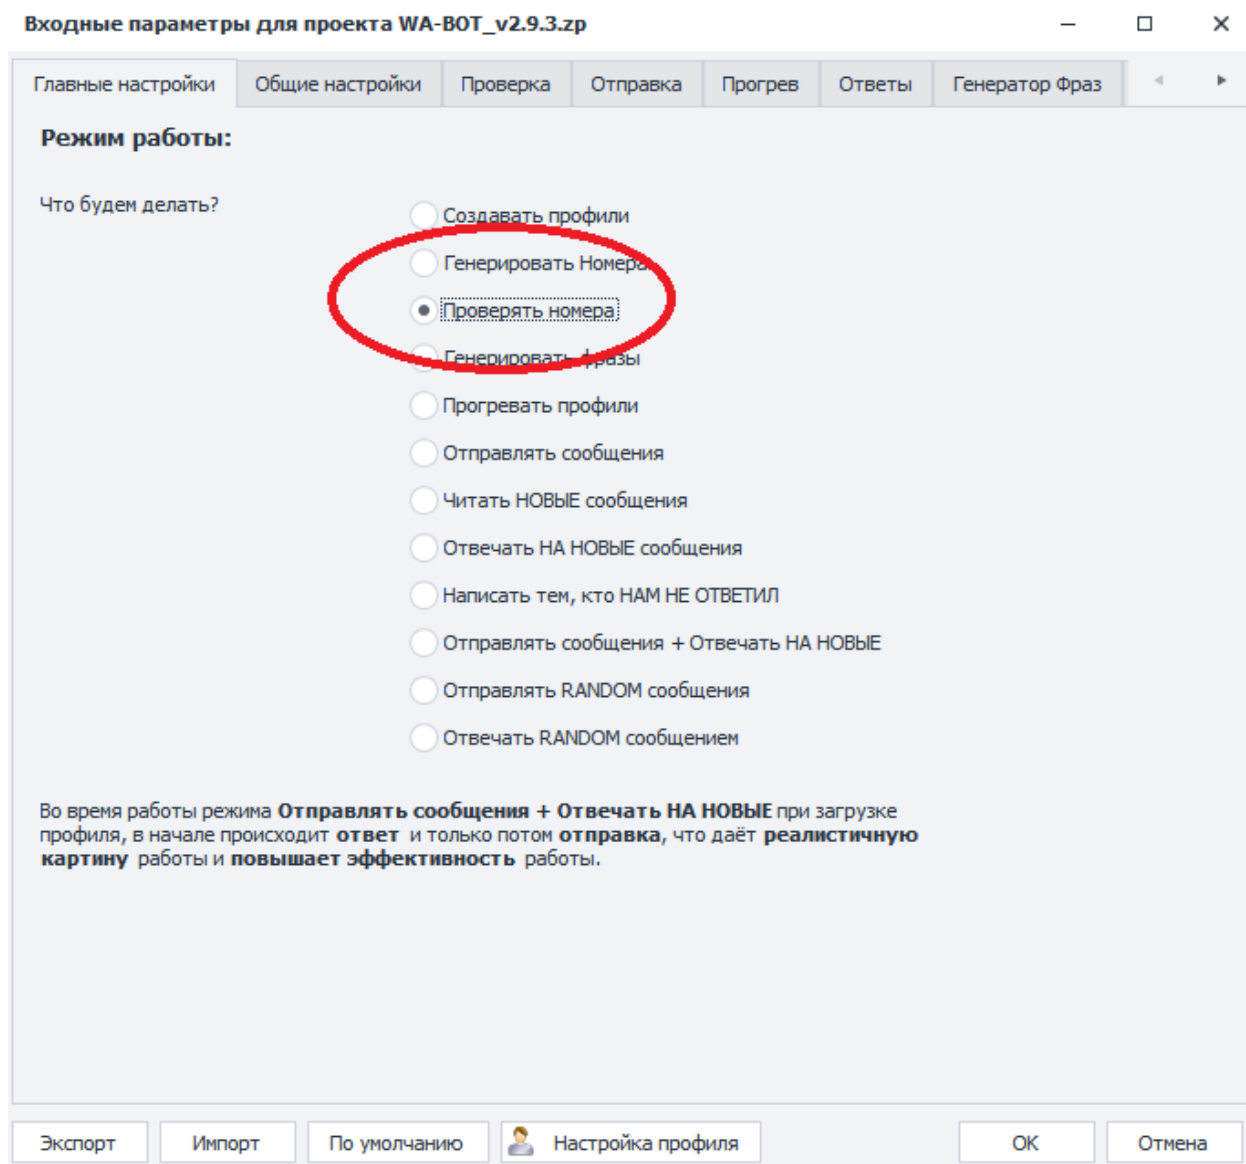 Входные параметры для проекта WA-BOT_v2.9.3.zp
Главные настройки Общие настройки Проверка Отправка Прогрев Ответы Генератор Фраз
Режим работы:
Что будем делать?
Создавать профили
Генерировать Номера
Проверять номера
Генерировать фразы
Прогревать профили
Отправлять сообщения
Читать НОВЫЕ сообщения
Отвечать НА НОВЫЕ сообщения
Написать тем, кто НАМ НЕ ОТВЕТИЛ
Отправлять сообщения + Отвечать НА НОВЫЕ
Отправлять RANDOM сообщения
Отвечать RANDOM сообщением
Во время работы режима Отправлять сообщения + Отвечать НА НОВЫЕ при загрузке
профиля, в начале происходит ответ и только потом отправка, что даёт реалистичную
картину работы и повышает эффективность работы.
Экспорт Импорт По умолчанию Настройка профиля ОК Отмена